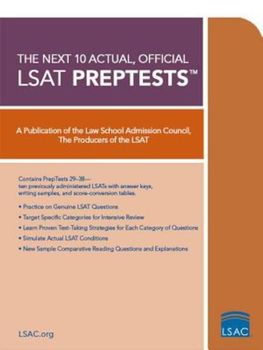 THE NEXT 10 ACTUAL, OFFICIAL
LSAT PREPTESTS™
A Publication of the Law School Admission Council,
The Producers of the LSAT
Contains PrepTests 29–38—
ten previously administered LSATs with answer keys,
writing samples, and score-conversion tables.
• Practice on Genuine LSAT Questions
• Target Specific Categories for Intensive Review
• Learn Proven Test-Taking Strategies for Each Category of Questions
• Simulate Actual LSAT Conditions
• New Sample Comparative Reading Questions and Explanations
LSAC.org
LSAC